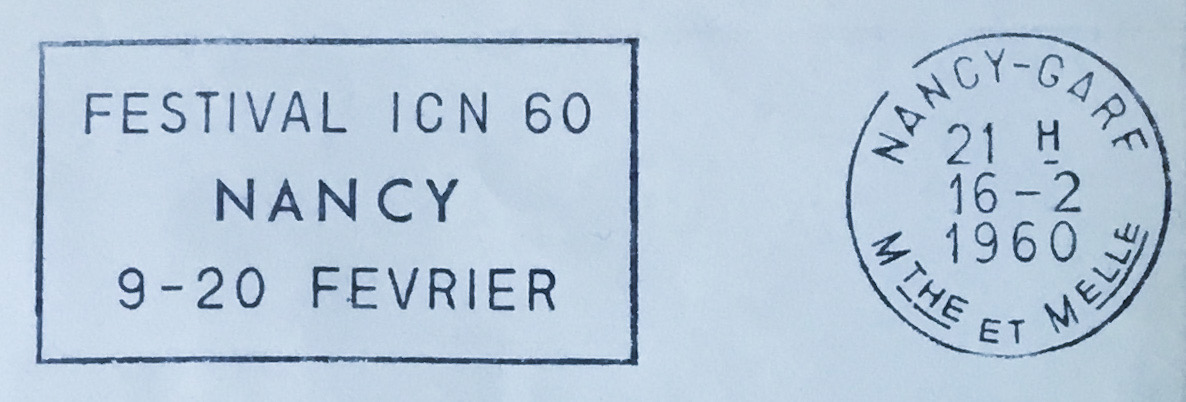 FESTIVAL ICN 60
NANCY
9-20 FEVRIER
NANCY-GARE
21 H
16-2
1960
MTHE ET MELLE